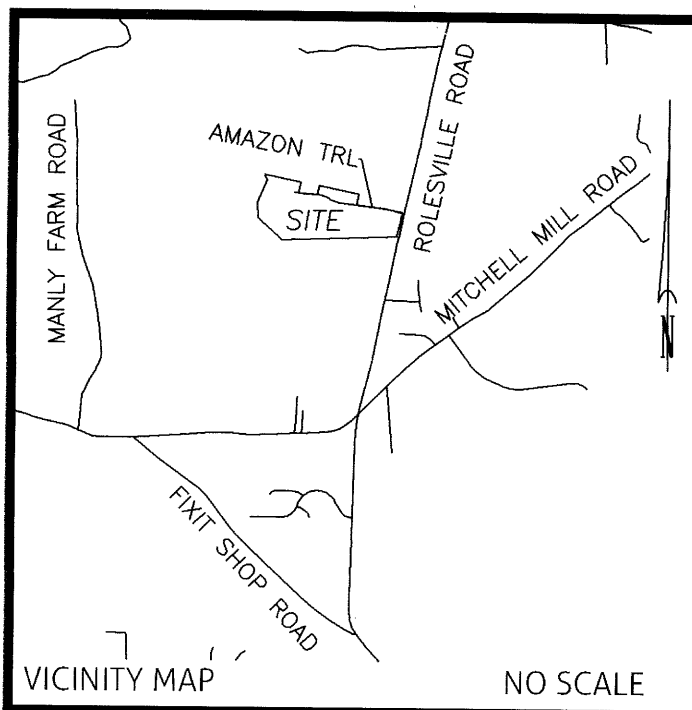 ROLESVILLE ROAD
AMAZON TRL
MANLY FARM ROAD
SITE
MITCHELL MILL ROAD
N
FIXIT SHOP ROAD
VICINITY MAP
NO SCALE